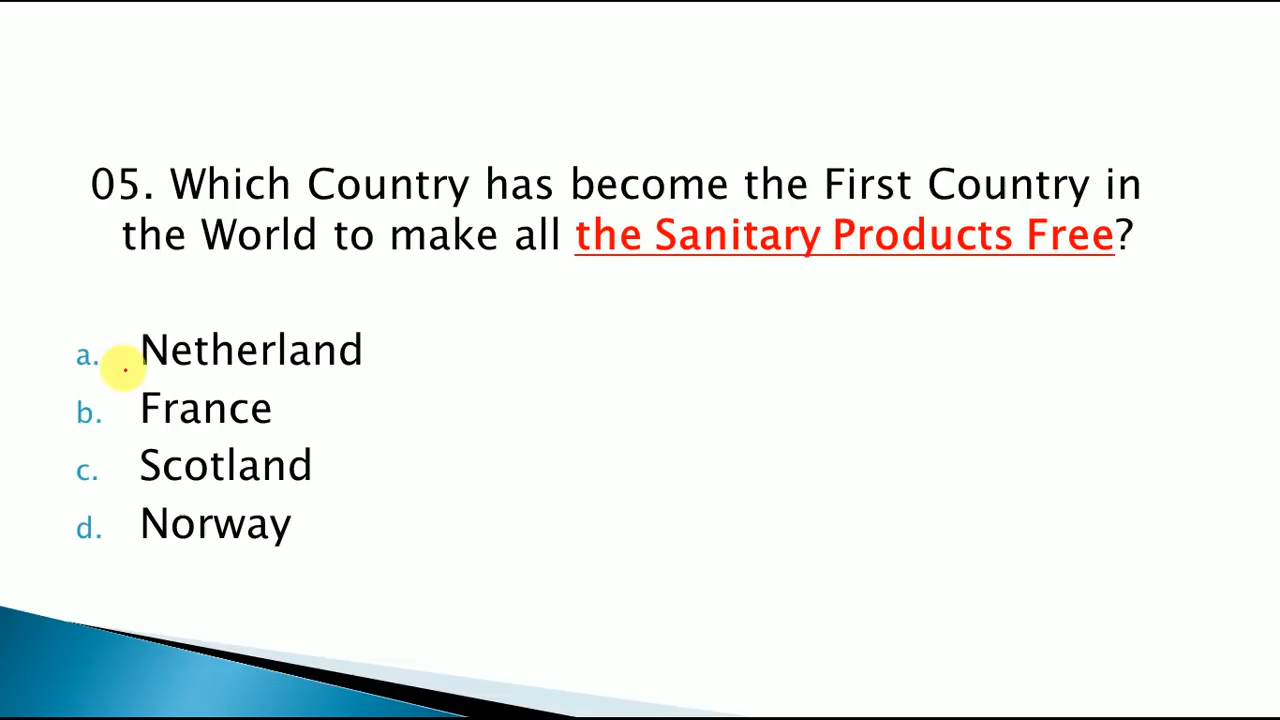 05. Which Country has become the First Country in
the World to make all the Sanitary Products Free?
a. Netherland
b. France
c. Scotland
d. Norway